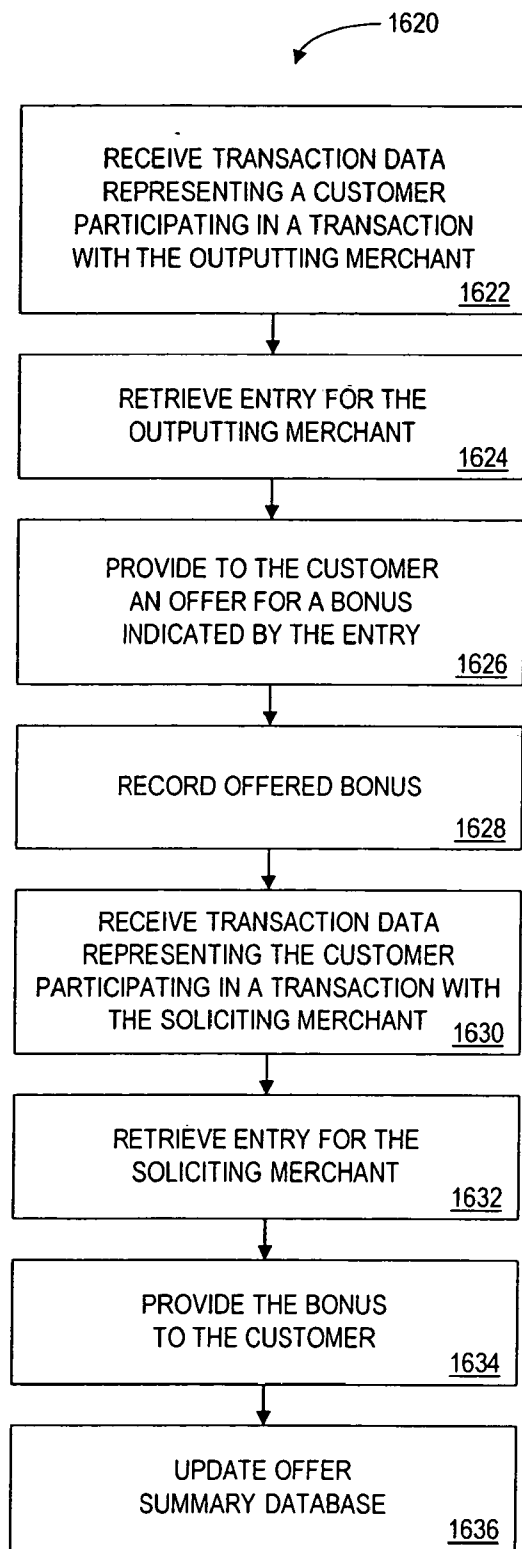 1620
RECEIVE TRANSACTION DATA
REPRESENTING A CUSTOMER
PARTICIPATING IN A TRANSACTION
WITH THE OUTPUTTING MERCHANT
1622
RETRIEVE ENTRY FOR THE
OUTPUTTING MERCHANT
1624
PROVIDE TO THE CUSTOMER
AN OFFER FOR A BONUS
INDICATED BY THE ENTRY
1626
RECORD OFFERED BONUS
1628
RECEIVE TRANSACTION DATA
REPRESENTING THE CUSTOMER
PARTICIPATING IN A TRANSACTION WITH
THE SOLICITING MERCHANT
1630
RETRIEVE ENTRY FOR THE
SOLICITING MERCHANT
1632
PROVIDE THE BONUS
TO THE CUSTOMER
1634
UPDATE OFFER
SUMMARY DATABASE
1636